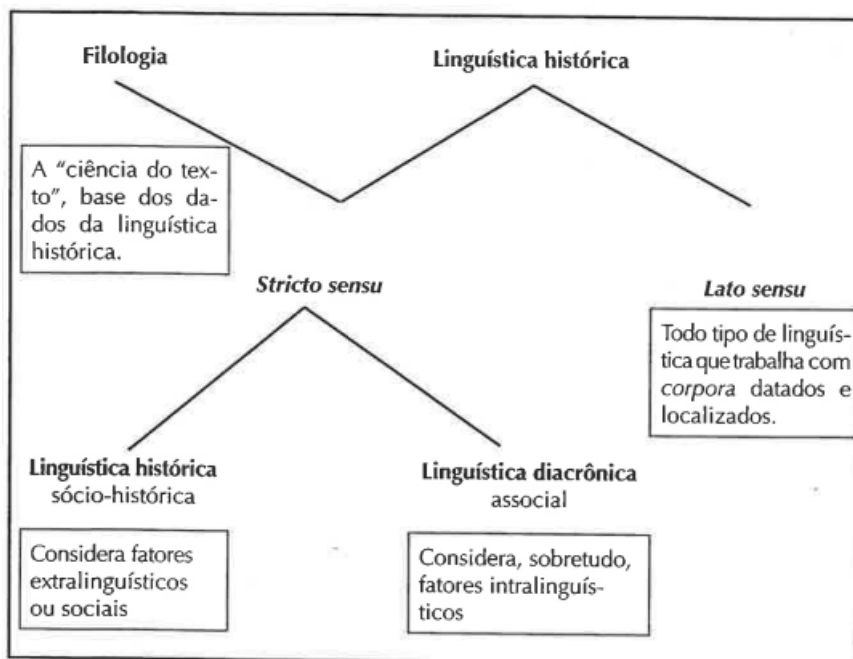 Filologia
Linguística histórica
A “ciência do tex-
to”, base dos da-
dos da linguística
histórica.
Stricto sensu
Lato sensu
Todo tipo de linguís-
tica que trabalha com
corpora datados e
localizados.
Linguística histórica
sócio-histórica
Linguística diacrônica
associal
Considera fatores
extralinguísticos
ou sociais
Considera, sobretudo,
fatores intralinguís-
ticos